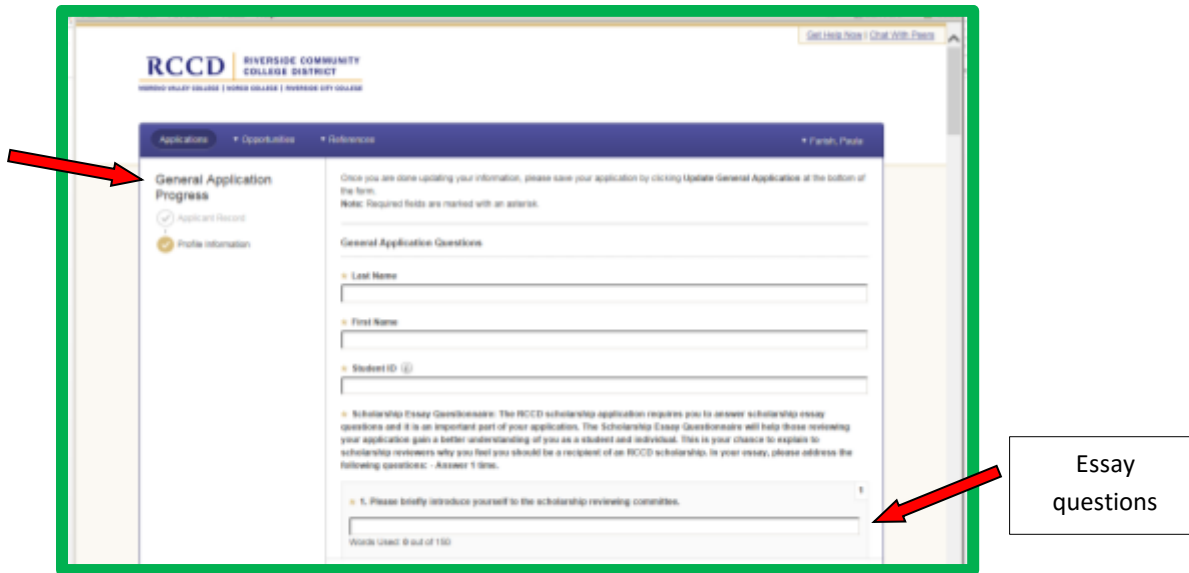 Get Help Now | Chat With Peers
RCCD RIVERSIDE COMMUNITY
COLLEGE DISTRICT
MORENO VALLEY COLLEGE | NORCO COLLEGE | RIVERSIDE CITY COLLEGE
Applications Opportunities References Parish, Paula
General Application
Progress
Applicant Record
Profile Information
Once you are done updating your information, please save your application by clicking Update General Application at the bottom of
the form.
Note: Required fields are marked with an asterisk.
General Application Questions
* Last Name
* First Name
* Student ID
* Scholarship Essay Questionnaire: The RCCD scholarship application requires you to answer scholarship essay
questions and it is an important part of your application. The Scholarship Essay Questionnaire will help those reviewing
your application gain a better understanding of you as a student and individual. This is your chance to explain to
scholarship reviewers why you feel you should be a recipient of an RCCD scholarship. In your essay, please address the
following questions: - Answer 1 time.
1
* 1. Please briefly introduce yourself to the scholarship reviewing committee.
Words Used: 0 out of 150
Essay
questions